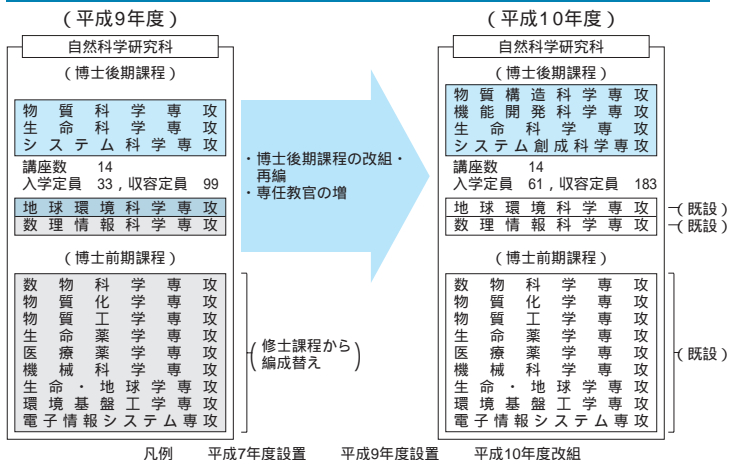 (平成9年度)
自然科学研究科
(博士後期課程)
物質科学専攻
生命科学専攻
システム科学専攻
講座数 14
入学定員 33,収容定員 99
地球環境科学専攻
数理情報科学専攻
(博士前期課程)
数物科学専攻
物質化学専攻
物質工学専攻
生命薬学専攻
医療薬学専攻
機械科学専攻
生命・地球学専攻
環境基盤工学専攻
電子情報システム専攻
・博士後期課程の改組・
再編
・専任教官の増
(修士課程から
編成替え)
(平成10年度)
自然科学研究科
(博士後期課程)
物質構造科学専攻
機能開発科学専攻
生命科学専攻
システム創成科学専攻
講座数 14
入学定員 61,収容定員 183
地球環境科学専攻 (既設)
数理情報科学専攻 (既設)
(博士前期課程)
数物科学専攻
物質化学専攻
物質工学専攻
生命薬学専攻
医療薬学専攻
機械科学専攻
生命・地球学専攻
環境基盤工学専攻
電子情報システム専攻
(既設)
凡例 平成7年度設置 平成9年度設置 平成10年度改組